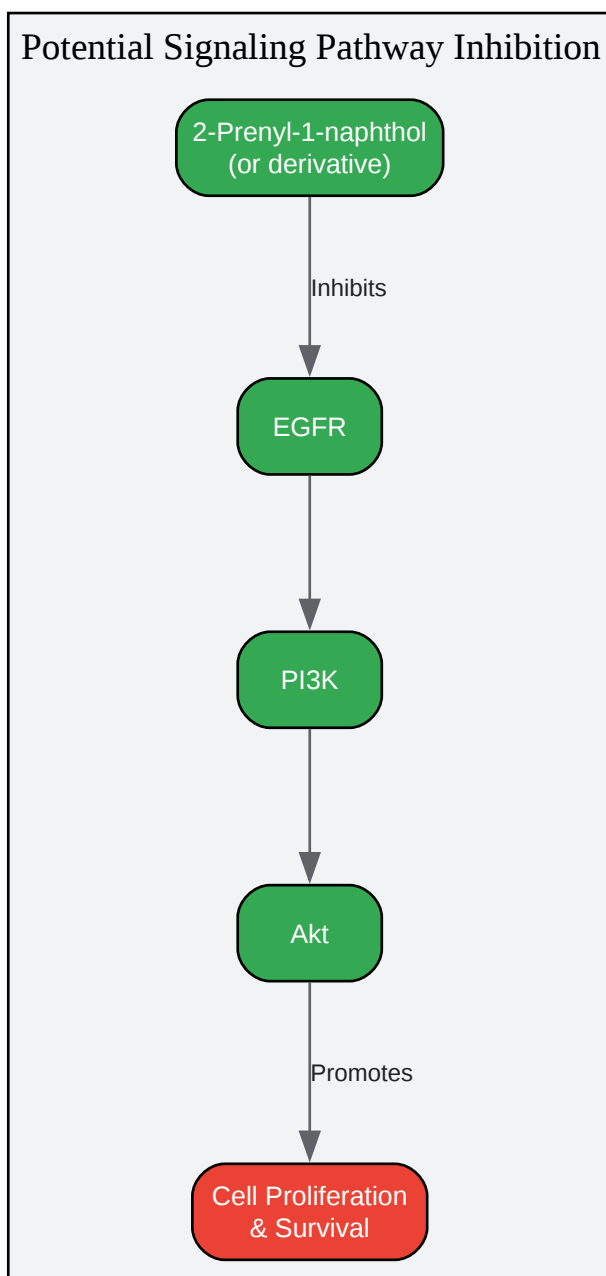 Potential Signaling Pathway Inhibition
2-Prenyl-1-naphthol
(or derivative)
Inhibits
EGFR
PI3K
Akt
Promotes
Cell Proliferation
& Survival